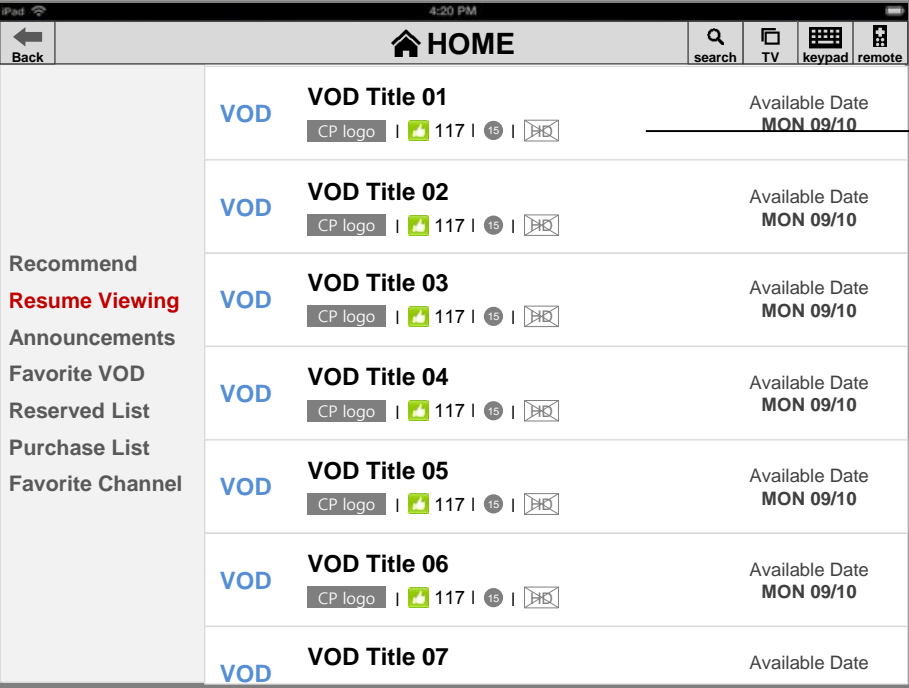 iPad 4:20 PM
Back HOME search TV keypad remote
Recommend
Resume Viewing
Announcements
Favorite VOD
Reserved List
Purchase List
Favorite Channel
VOD VOD Title 01 Available Date
CP logo | 117 | 15 | HD MON 09/10
VOD VOD Title 02 Available Date
CP logo | 117 | 15 | HD MON 09/10
VOD VOD Title 03 Available Date
CP logo | 117 | 15 | HD MON 09/10
VOD VOD Title 04 Available Date
CP logo | 117 | 15 | HD MON 09/10
VOD VOD Title 05 Available Date
CP logo | 117 | 15 | HD MON 09/10
VOD VOD Title 06 Available Date
CP logo | 117 | 15 | HD MON 09/10
VOD VOD Title 07 Available Date